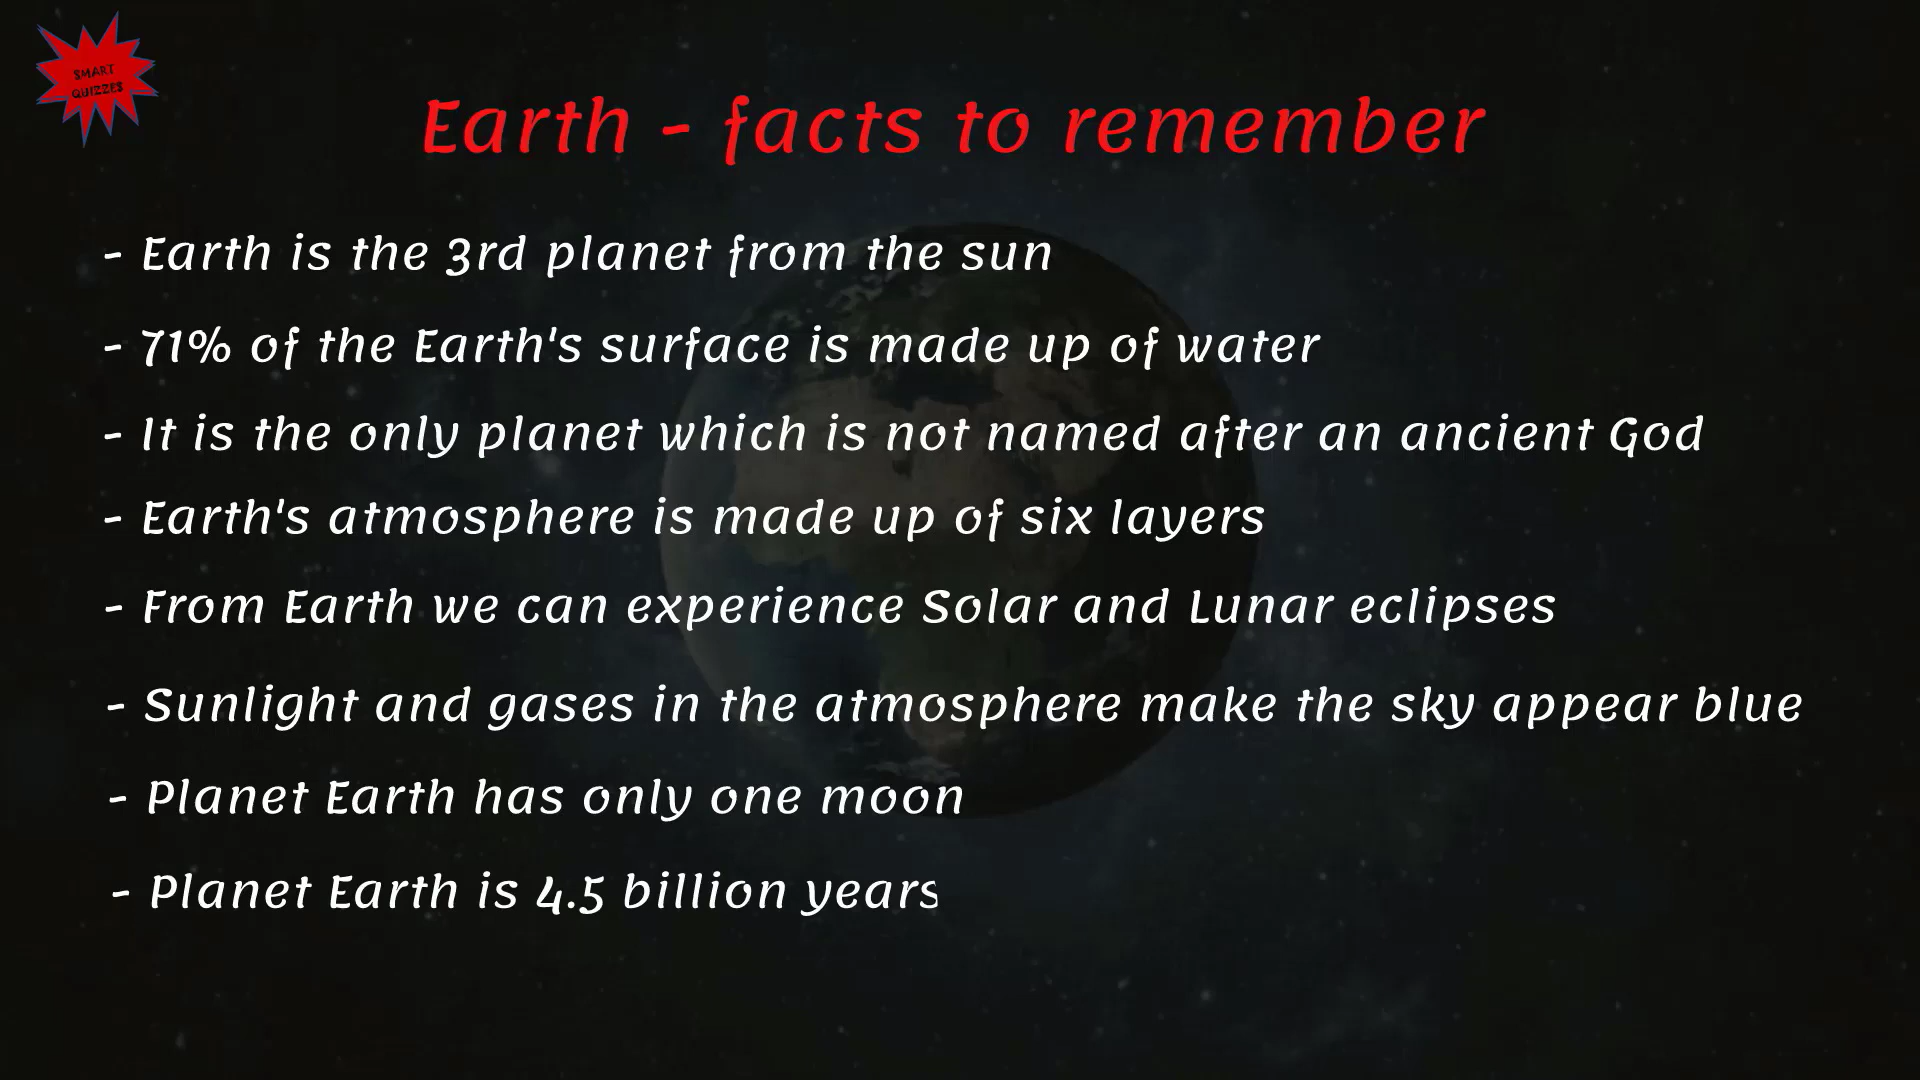 SMART
QUIZZES
Earth - facts to remember
- Earth is the 3rd planet from the sun
- 71% of the Earth's surface is made up of water
- It is the only planet which is not named after an ancient God
- Earth's atmosphere is made up of six layers
- From Earth we can experience Solar and Lunar eclipses
- Sunlight and gases in the atmosphere make the sky appear blue
- Planet Earth has only one moon
- Planet Earth is 4.5 billion years